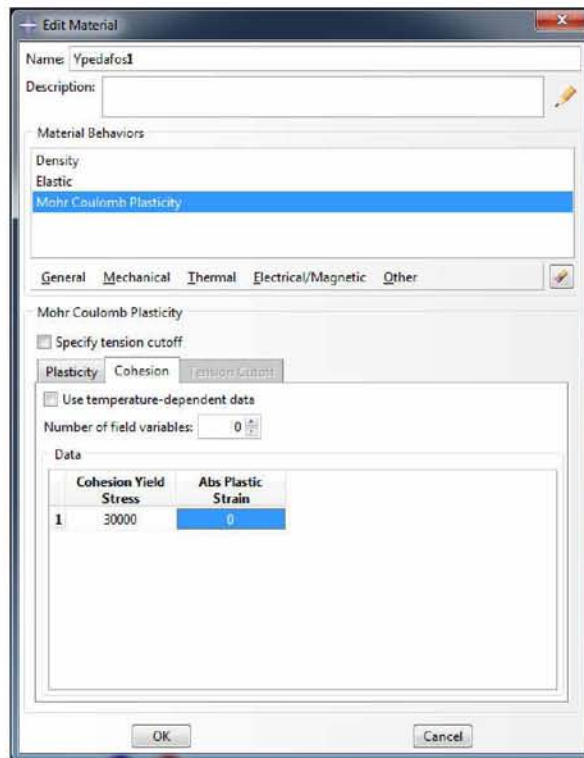 Edit Material
Name: Ypedafos1
Description:
Material Behaviors
Density
Elastic
Mohr Coulomb Plasticity
General Mechanical Thermal Electrical/Magnetic Other
Mohr Coulomb Plasticity
Specify tension cutoff
Plasticity Cohesion Tension Cutoff
Use temperature-dependent data
Number of field variables: 0
Data
Cohesion Yield Abs Plastic
Stress Strain
1 30000 0
OK Cancel